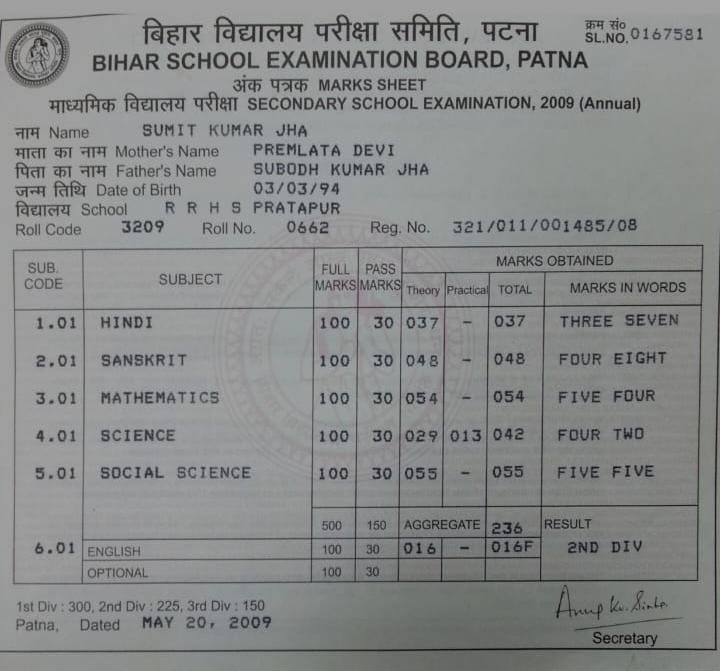 बिहार विद्यालय परीक्षा समिति, पटना
क्रम सं०
SL.NO. 0167581
BIHAR SCHOOL EXAMINATION BOARD, PATNA
अंक पत्रक MARKS SHEET
माध्यमिक विद्यालय परीक्षा SECONDARY SCHOOL EXAMINATION, 2009 (Annual)
नाम Name SUMIT KUMAR JHA
माता का नाम Mother's Name PREMLATA DEVI
पिता का नाम Father's Name SUBODH KUMAR JHA
जन्म तिथि Date of Birth 03/03/94
विद्यालय School R R H S PRATAPUR
Roll Code 3209 Roll No. 0662 Reg. No. 321/011/001485/08
SUB. CODE SUBJECT FULL MARKS PASS MARKS MARKS OBTAINED
Theory Practical TOTAL MARKS IN WORDS
1.01 HINDI 100 30 037 - 037 THREE SEVEN
2.01 SANSKRIT 100 30 048 - 048 FOUR EIGHT
3.01 MATHEMATICS 100 30 054 - 054 FIVE FOUR
4.01 SCIENCE 100 30 029 013 042 FOUR TWO
5.01 SOCIAL SCIENCE 100 30 055 - 055 FIVE FIVE
500 150 AGGREGATE 236 RESULT
6.01 ENGLISH 100 30 016 - 016F 2ND DIV
OPTIONAL 100 30
1st Div : 300, 2nd Div : 225, 3rd Div : 150
Patna, Dated MAY 20, 2009
Secretary